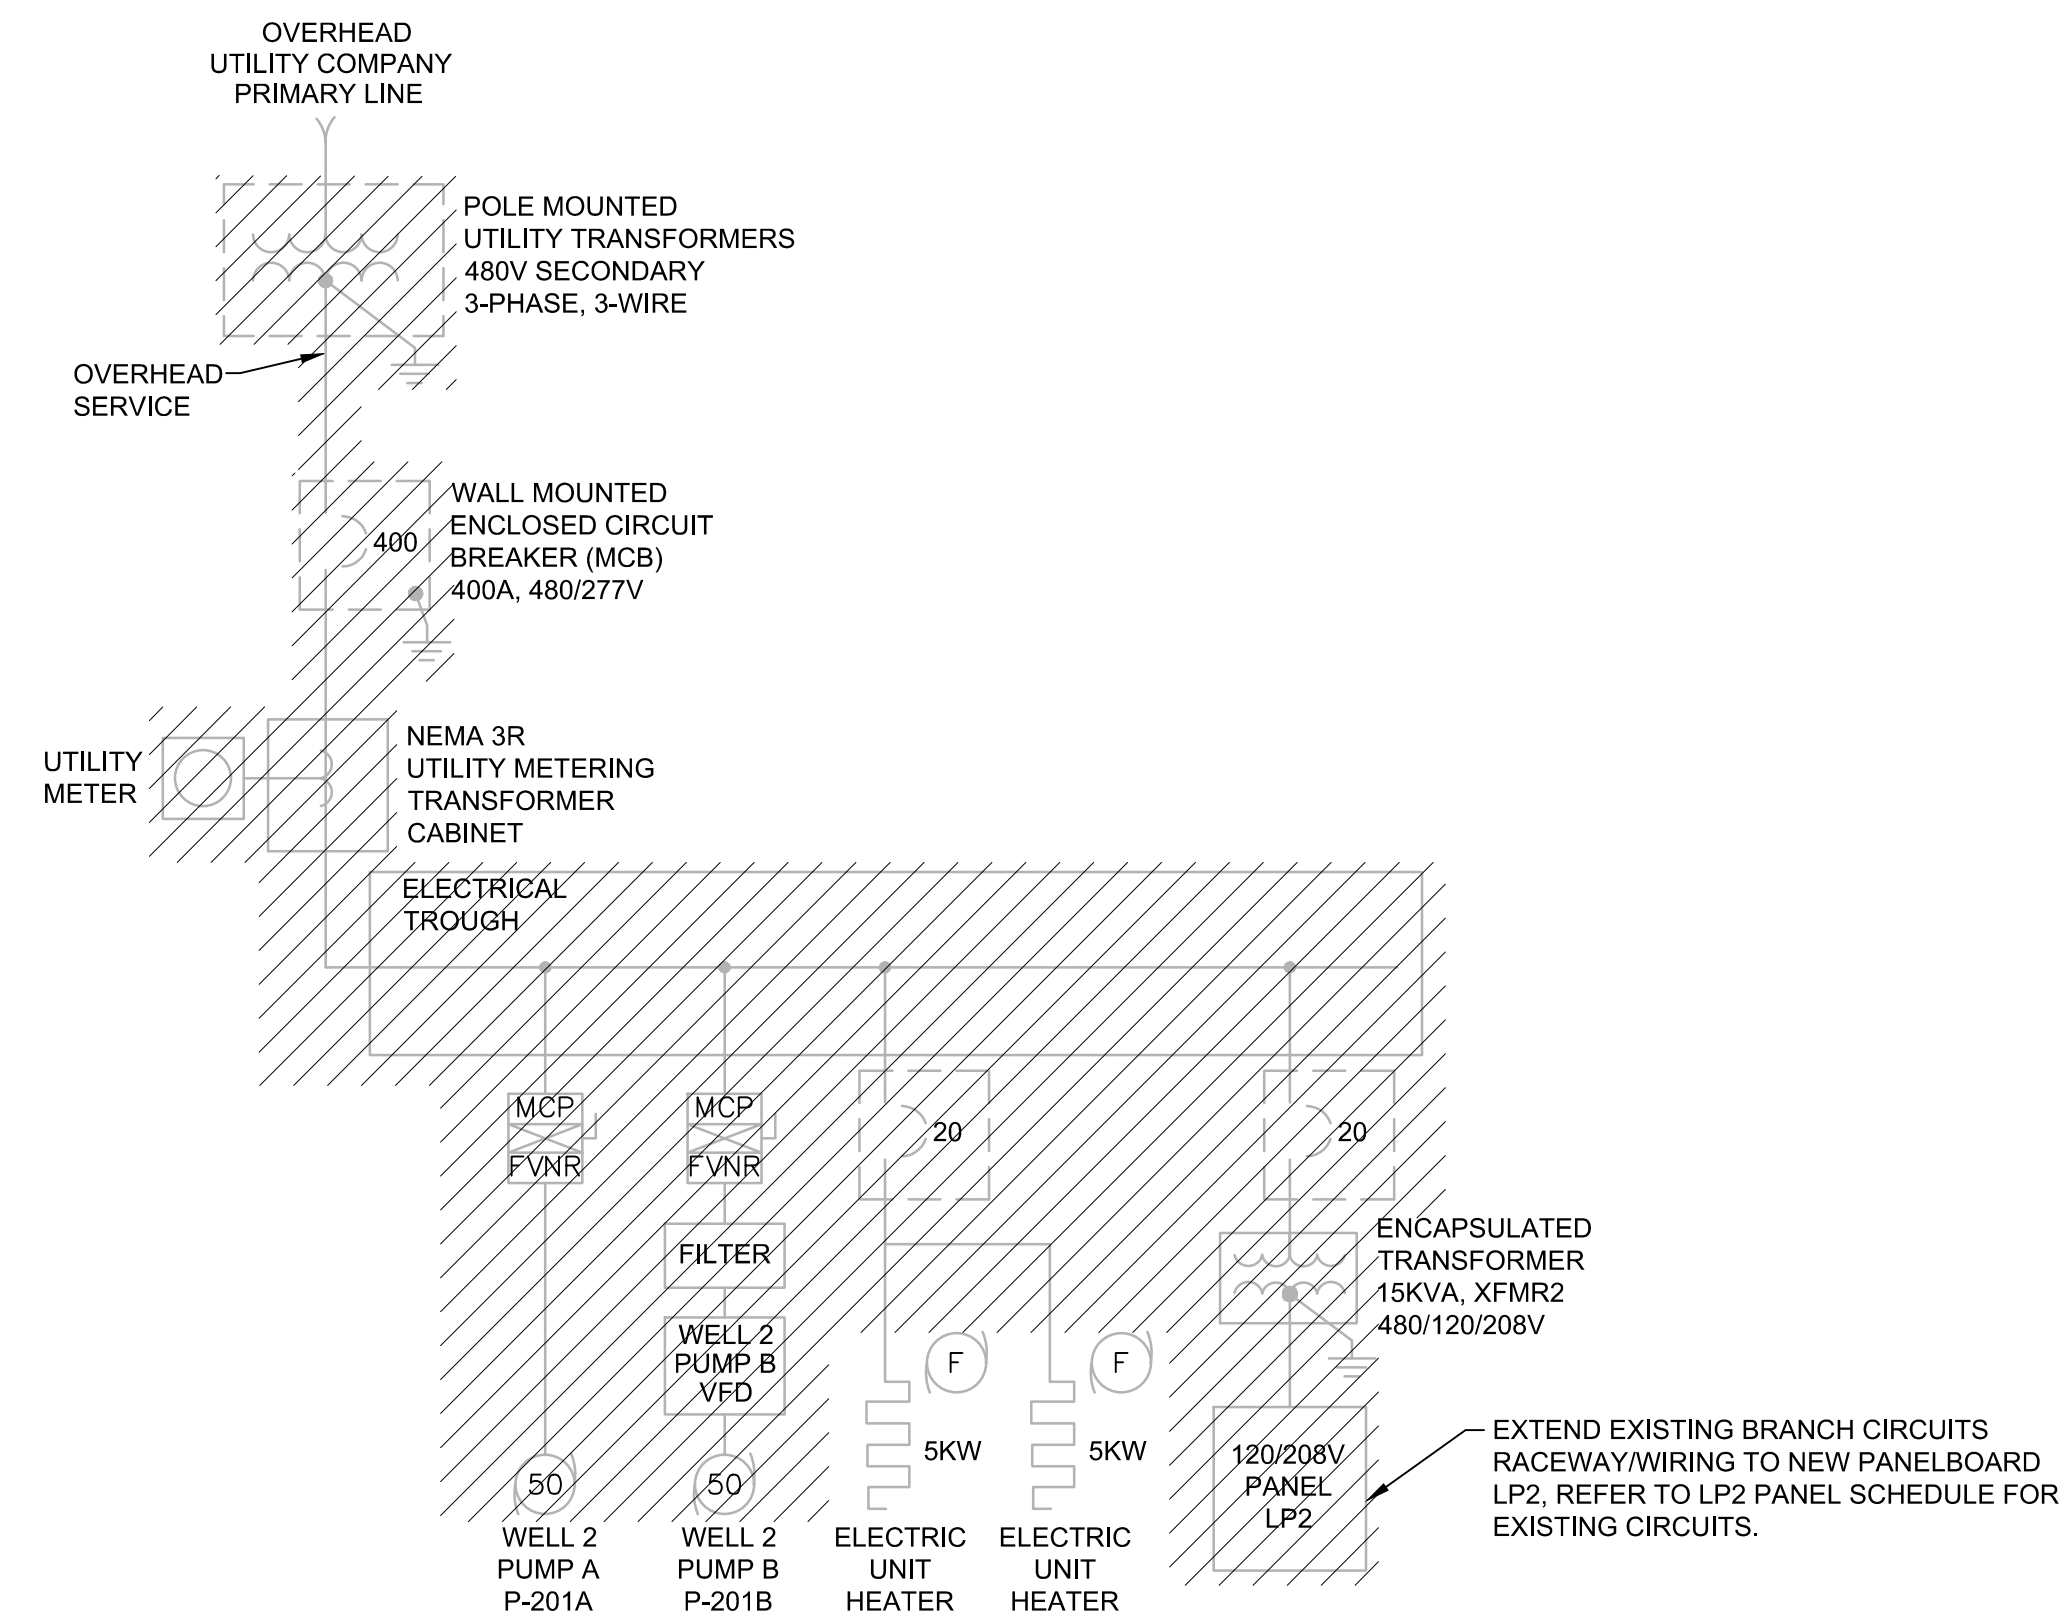 OVERHEAD
UTILITY COMPANY
PRIMARY LINE
POLE MOUNTED
UTILITY TRANSFORMERS
480V SECONDARY
3-PHASE, 3-WIRE
OVERHEAD
SERVICE
WALL MOUNTED
ENCLOSED CIRCUIT
BREAKER (MCB)
400A, 480/277V
400
UTILITY
METER
NEMA 3R
UTILITY METERING
TRANSFORMER
CABINET
ELECTRICAL
TROUGH
MCP
FVNR
MCP
FVNR
20
20
FILTER
WELL 2
PUMP B
VFD
ENCAPSULATED
TRANSFORMER
15KVA, XFMR2
480/120/208V
F
F
5KW
5KW
50
50
120/208V
PANEL
LP2
EXTEND EXISTING BRANCH CIRCUITS
RACEWAY/WIRING TO NEW PANELBOARD
LP2, REFER TO LP2 PANEL SCHEDULE FOR
EXISTING CIRCUITS.
WELL 2
PUMP A
P-201A
WELL 2
PUMP B
P-201B
ELECTRIC
UNIT
HEATER
ELECTRIC
UNIT
HEATER